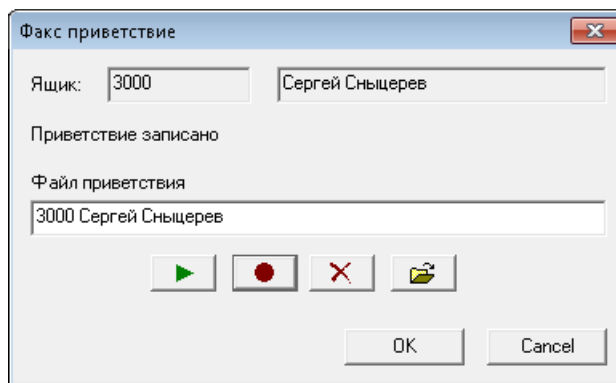 Факс приветствие
Ящик: 3000 Сергей Сныцерев
Приветствие записано
Файл приветствия
3000 Сергей Сныцерев
OK Cancel